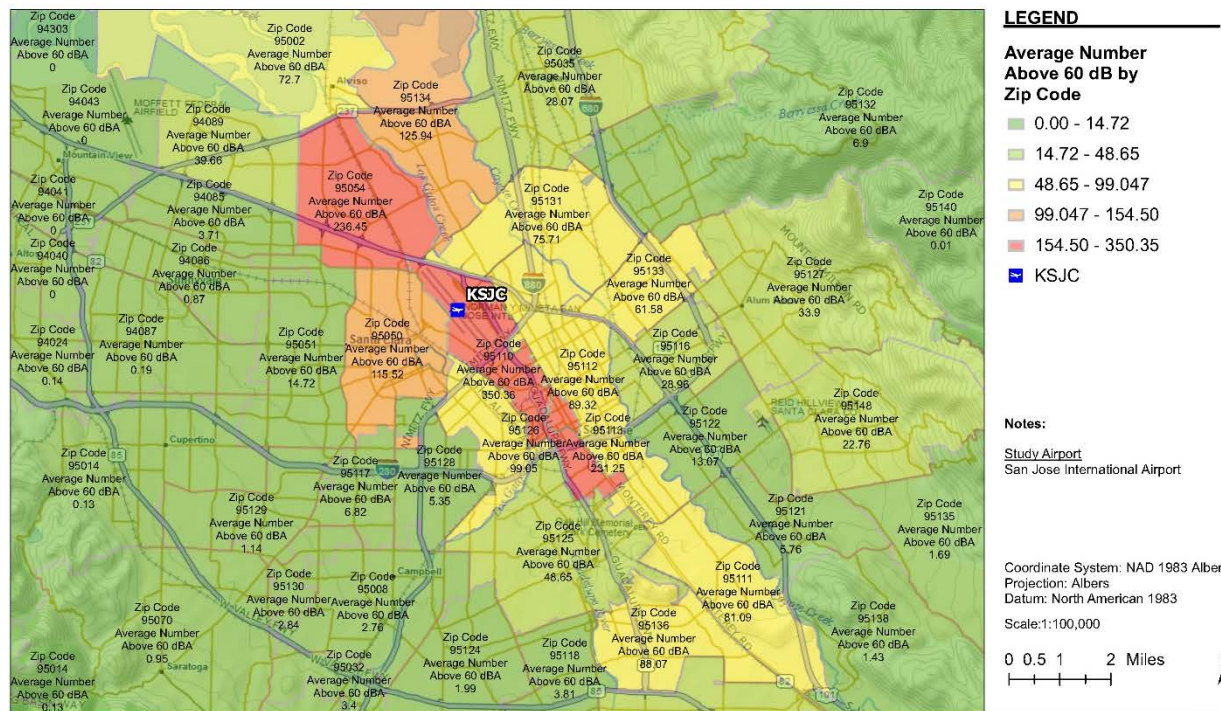 Zip Code
94303
Average Number
Above 60 dBA
0
Zip Code
95002
Average Number
Above 60 dBA
72.7
Zip Code
95035
Average Number
Above 60 dBA
28.07
Zip Code
95134
Average Number
Above 60 dBA
125.94
Zip Code
95132
Average Number
Above 60 dBA
6.9
Zip Code
94043
Average Number
Above 60 dBA
0
Zip Code
94089
Average Number
Above 60 dBA
39.66
Zip Code
95054
Average Number
Above 60 dBA
236.45
Zip Code
95131
Average Number
Above 60 dBA
75.71
Zip Code
95140
Average Number
Above 60 dBA
0.01
Zip Code
94041
Average Number
Above 60 dBA
0
Zip Code
94085
Average Number
Above 60 dBA
3.71
Zip Code
94040
Average Number
Above 60 dBA
0
Zip Code
94086
Average Number
Above 60 dBA
0.87
Zip Code
95133
Average Number
Above 60 dBA
61.58
Zip Code
95127
Average Number
Above 60 dBA
33.9
Zip Code
94024
Average Number
Above 60 dBA
0.14
Zip Code
94087
Average Number
Above 60 dBA
0.19
Zip Code
95051
Average Number
Above 60 dBA
14.72
Zip Code
95050
Average Number
Above 60 dBA
115.52
KSJC
Zip Code
95110
Average Number
Above 60 dBA
350.36
Zip Code
95112
Average Number
Above 60 dBA
89.32
Zip Code
95116
Average Number
Above 60 dBA
28.96
Zip Code
95148
Average Number
Above 60 dBA
22.76
Zip Code
95126
Average Number
Above 60 dBA
99.05
Zip Code
95113
Average Number
Above 60 dBA
231.25
Zip Code
95122
Average Number
Above 60 dBA
13.07
Zip Code
95014
Average Number
Above 60 dBA
0.13
Zip Code
95117
Average Number
Above 60 dBA
6.82
Zip Code
95128
Average Number
Above 60 dBA
5.35
Zip Code
95129
Average Number
Above 60 dBA
1.14
Zip Code
95125
Average Number
Above 60 dBA
48.65
Zip Code
95121
Average Number
Above 60 dBA
5.76
Zip Code
95135
Average Number
Above 60 dBA
1.69
Zip Code
95130
Average Number
Above 60 dBA
2.84
Zip Code
95008
Average Number
Above 60 dBA
2.76
Zip Code
95111
Average Number
Above 60 dBA
81.09
Zip Code
95070
Average Number
Above 60 dBA
0.95
Zip Code
95136
Average Number
Above 60 dBA
88.07
Zip Code
95138
Average Number
Above 60 dBA
1.43
Zip Code
95014
Average Number
Above 60 dBA
0.13
Zip Code
95032
Average Number
Above 60 dBA
3.4
Zip Code
95124
Average Number
Above 60 dBA
1.99
Zip Code
95118
Average Number
Above 60 dBA
3.81
MOFFETT FEDERAL
AIRFIELD
Mountain View
Alviso
Cupertino
Campbell
Saratoga
Santa Clara
NIMITZ FWY
MONTEREY RD
237
680
880
280
82
85
85
82
101
LEGEND
Average Number
Above 60 dB by
Zip Code
0.00 - 14.72
14.72 - 48.65
48.65 - 99.047
99.047 - 154.50
154.50 - 350.35
KSJC
Notes:
Study Airport
San Jose International Airport
Coordinate System: NAD 1983 Alber
Projection: Albers
Datum: North American 1983
Scale:1:100,000
0 0.5 1 2 Miles